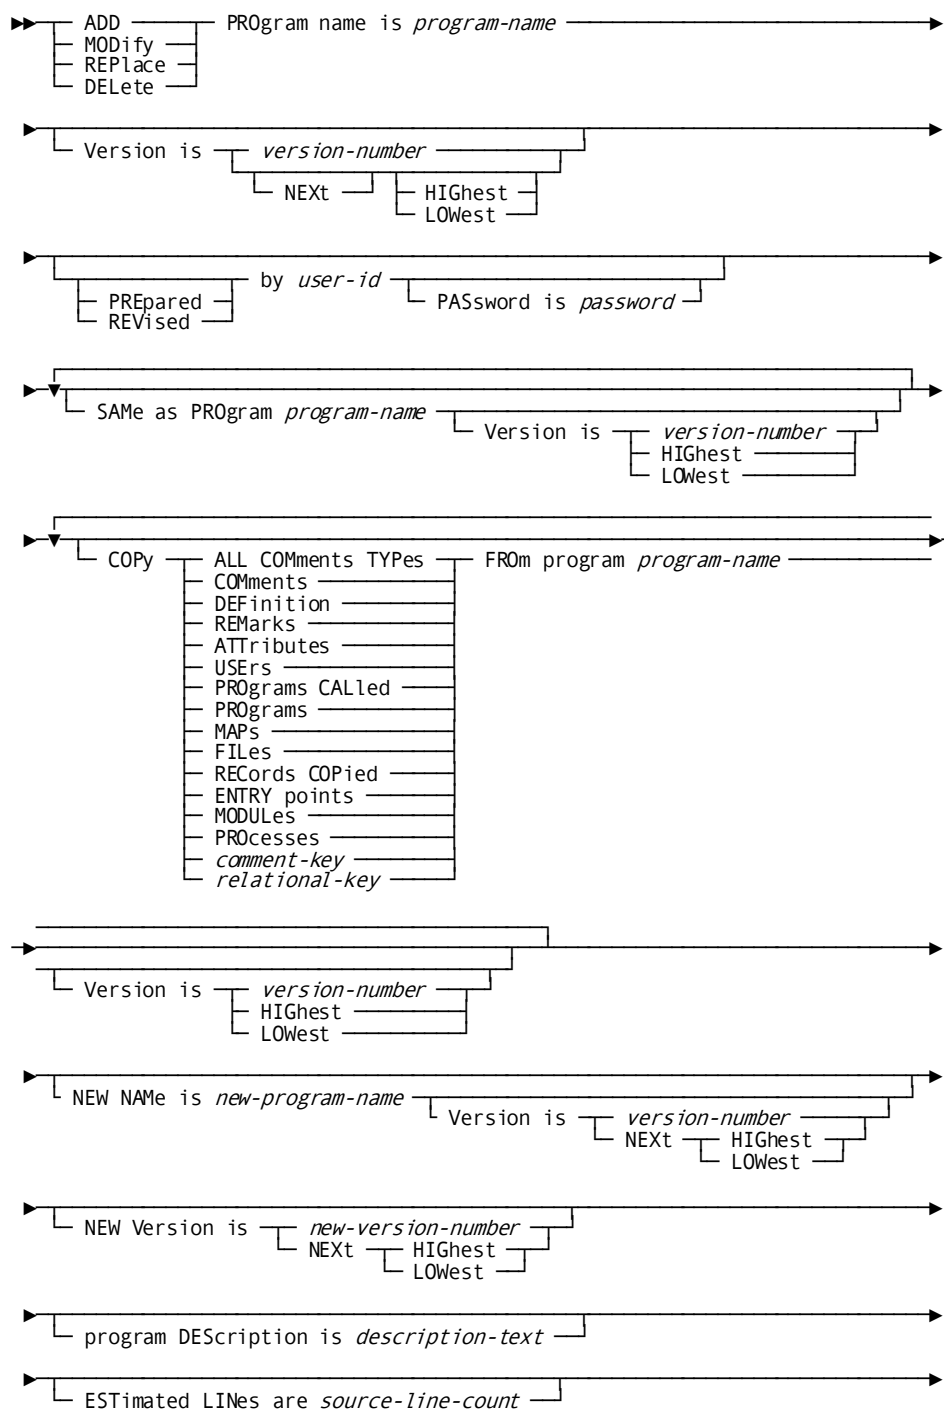 ADD PROgram name is program-name
MODify
REPlace
DELete
Version is version-number
NEXt HIGhest
LOWest
by user-id
PREpared PASsword is password
REVised
SAMe as PROgram program-name
Version is version-number
HIGhest
LOWest
COPy ALL COMments TYPes FROm program program-name
COMments
DEFinition
REMarks
ATTributes
USErs
PROgrams CALled
PROgrams
MAPs
FILes
RECords COPied
ENTRY points
MODULes
PROcesses
comment-key
relational-key
Version is version-number
HIGhest
LOWest
NEW NAMe is new-program-name
Version is version-number
NEXt HIGhest
LOWest
NEW Version is new-version-number
NEXt HIGhest
LOWest
program DEScription is description-text
ESTimated LINes are source-line-count